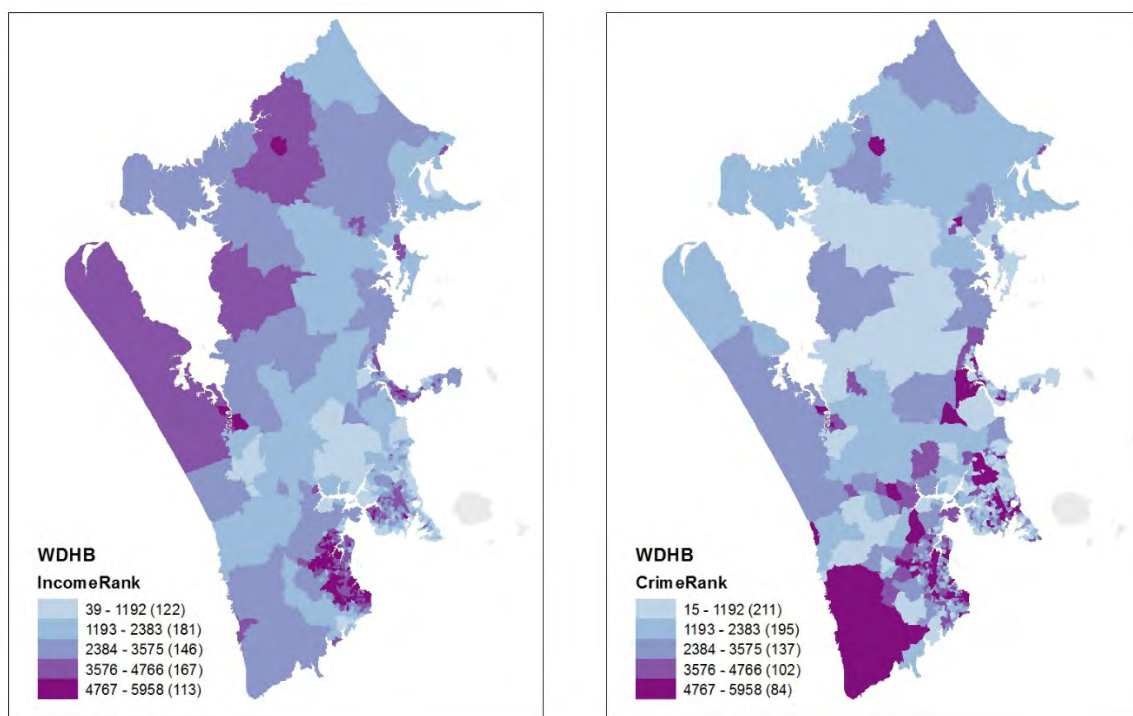 WDHB
IncomeRank
39 - 1192 (122)
1193 - 2383 (181)
2384 - 3575 (146)
3576 - 4766 (167)
4767 - 5958 (113)
WDHB
CrimeRank
15 - 1192 (211)
1193 - 2383 (195)
2384 - 3575 (137)
3576 - 4766 (102)
4767 - 5958 (84)